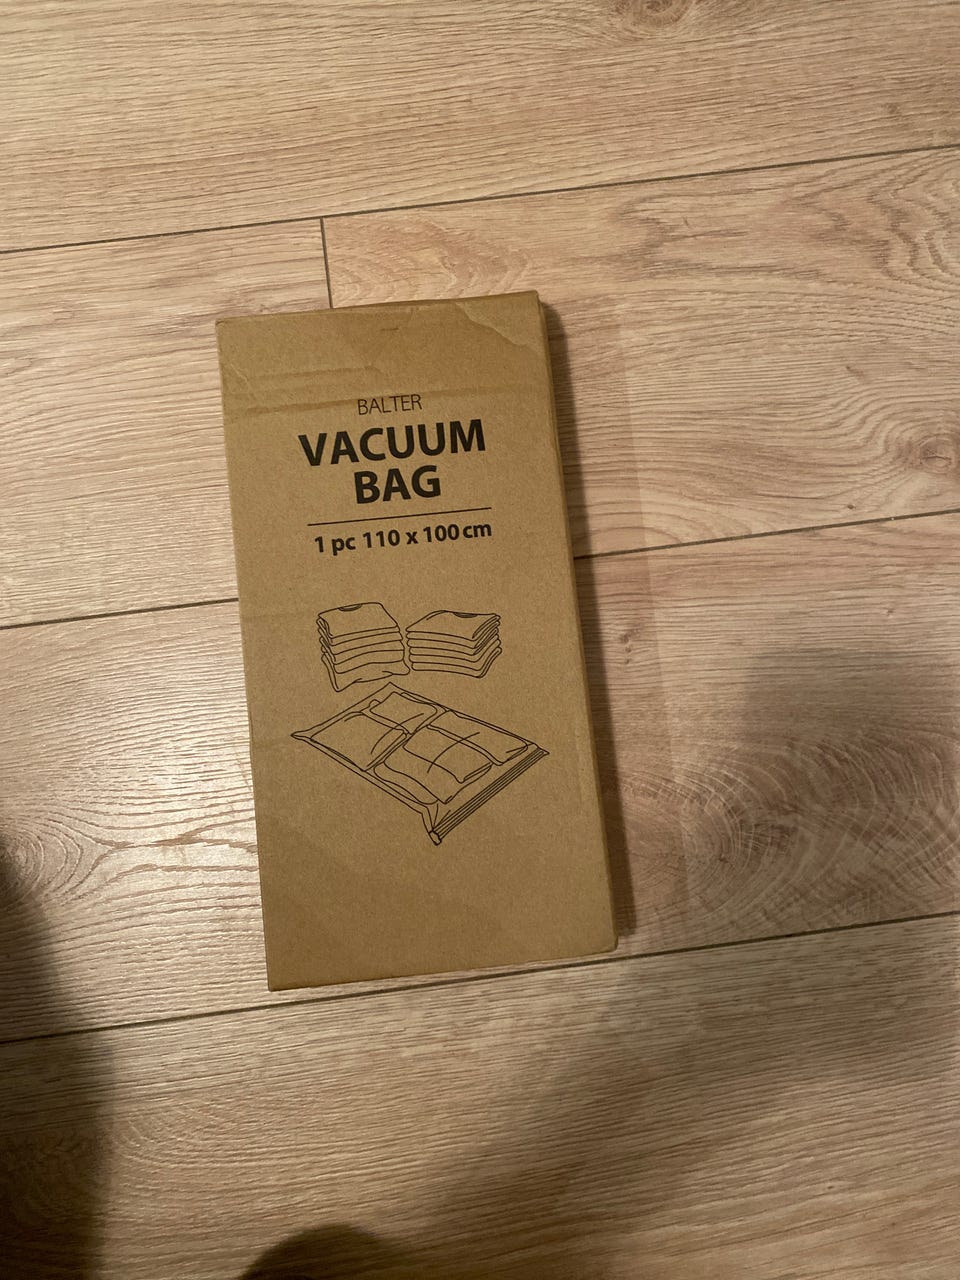 BALTER
VACUUM
BAG
1 pc 110 x 100 cm